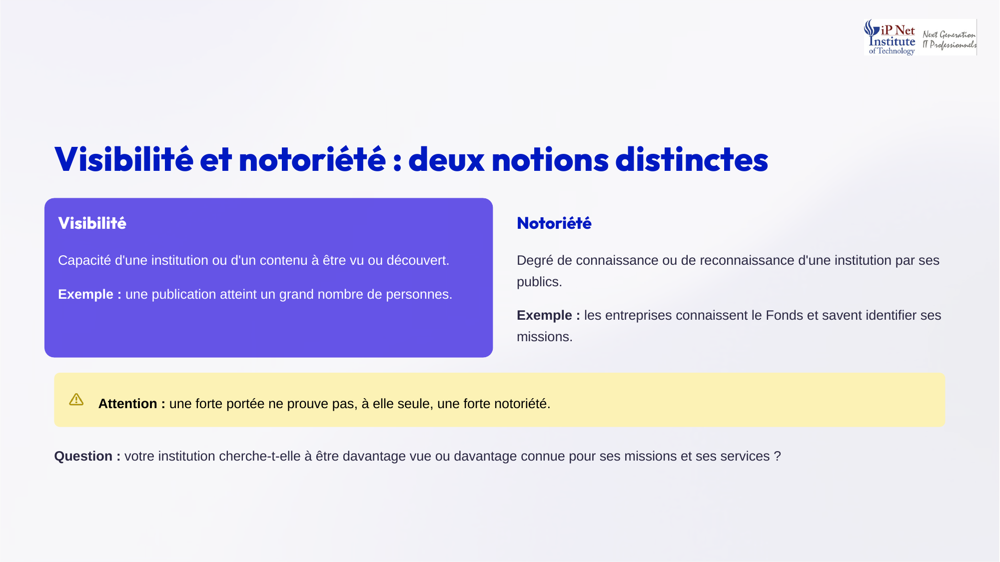 iP Net
Institute
of Technology
Next Generation
IT Professionnels
Visibilité et notoriété : deux notions distinctes
Visibilité
Capacité d'une institution ou d'un contenu à être vu ou découvert.
Exemple : une publication atteint un grand nombre de personnes.
Notoriété
Degré de connaissance ou de reconnaissance d'une institution par ses
publics.
Exemple : les entreprises connaissent le Fonds et savent identifier ses
missions.
Attention : une forte portée ne prouve pas, à elle seule, une forte notoriété.
Question : votre institution cherche-t-elle à être davantage vue ou davantage connue pour ses missions et ses services ?